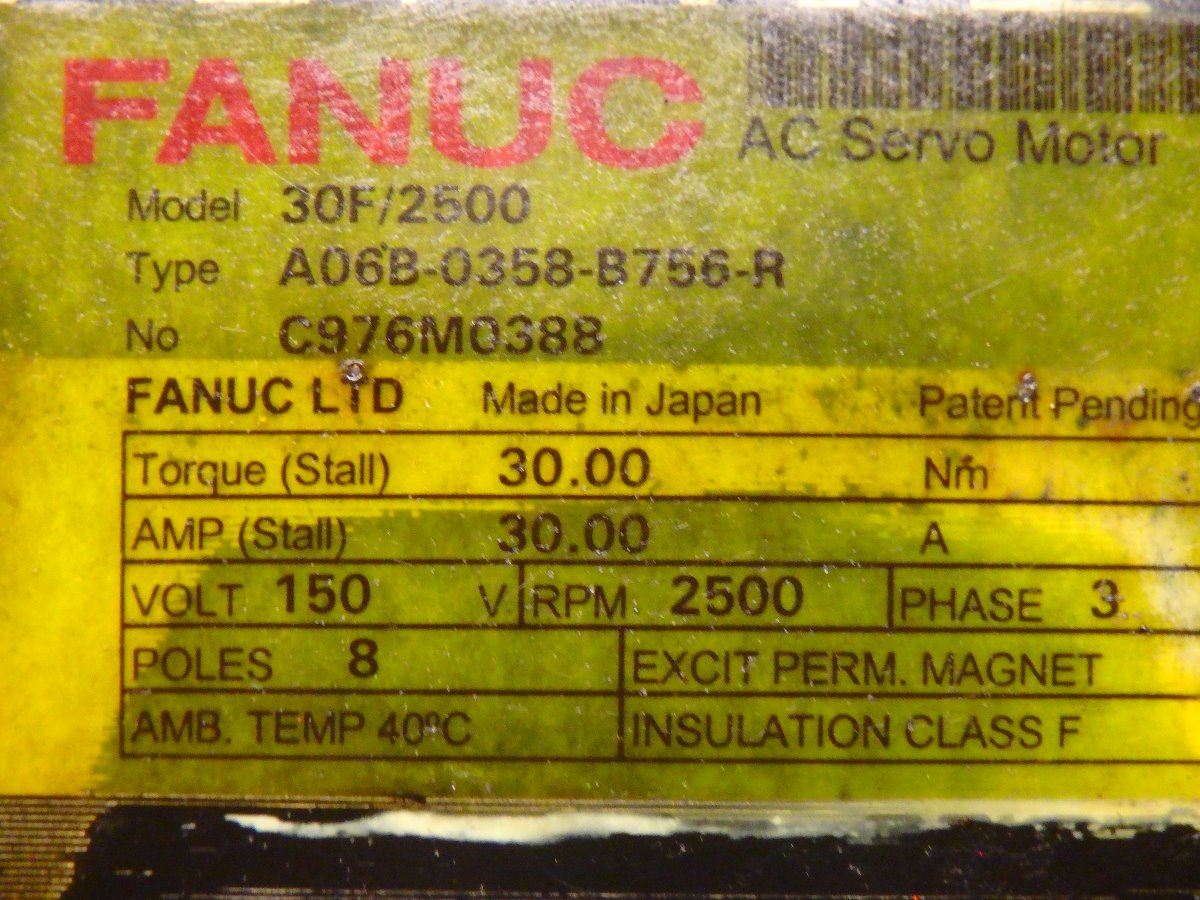 FANUC
AC Servo Motor
Model 30F/2500
Type A06B-0358-B756-R
No C976M0388
FANUC LTD Made in Japan Patent Pending
Torque (Stall) 30.00 Nm
AMP (Stall) 30.00 A
VOLT 150 V RPM 2500 PHASE 3
POLES 8 EXCIT PERM. MAGNET
AMB. TEMP 40ºC INSULATION CLASS F